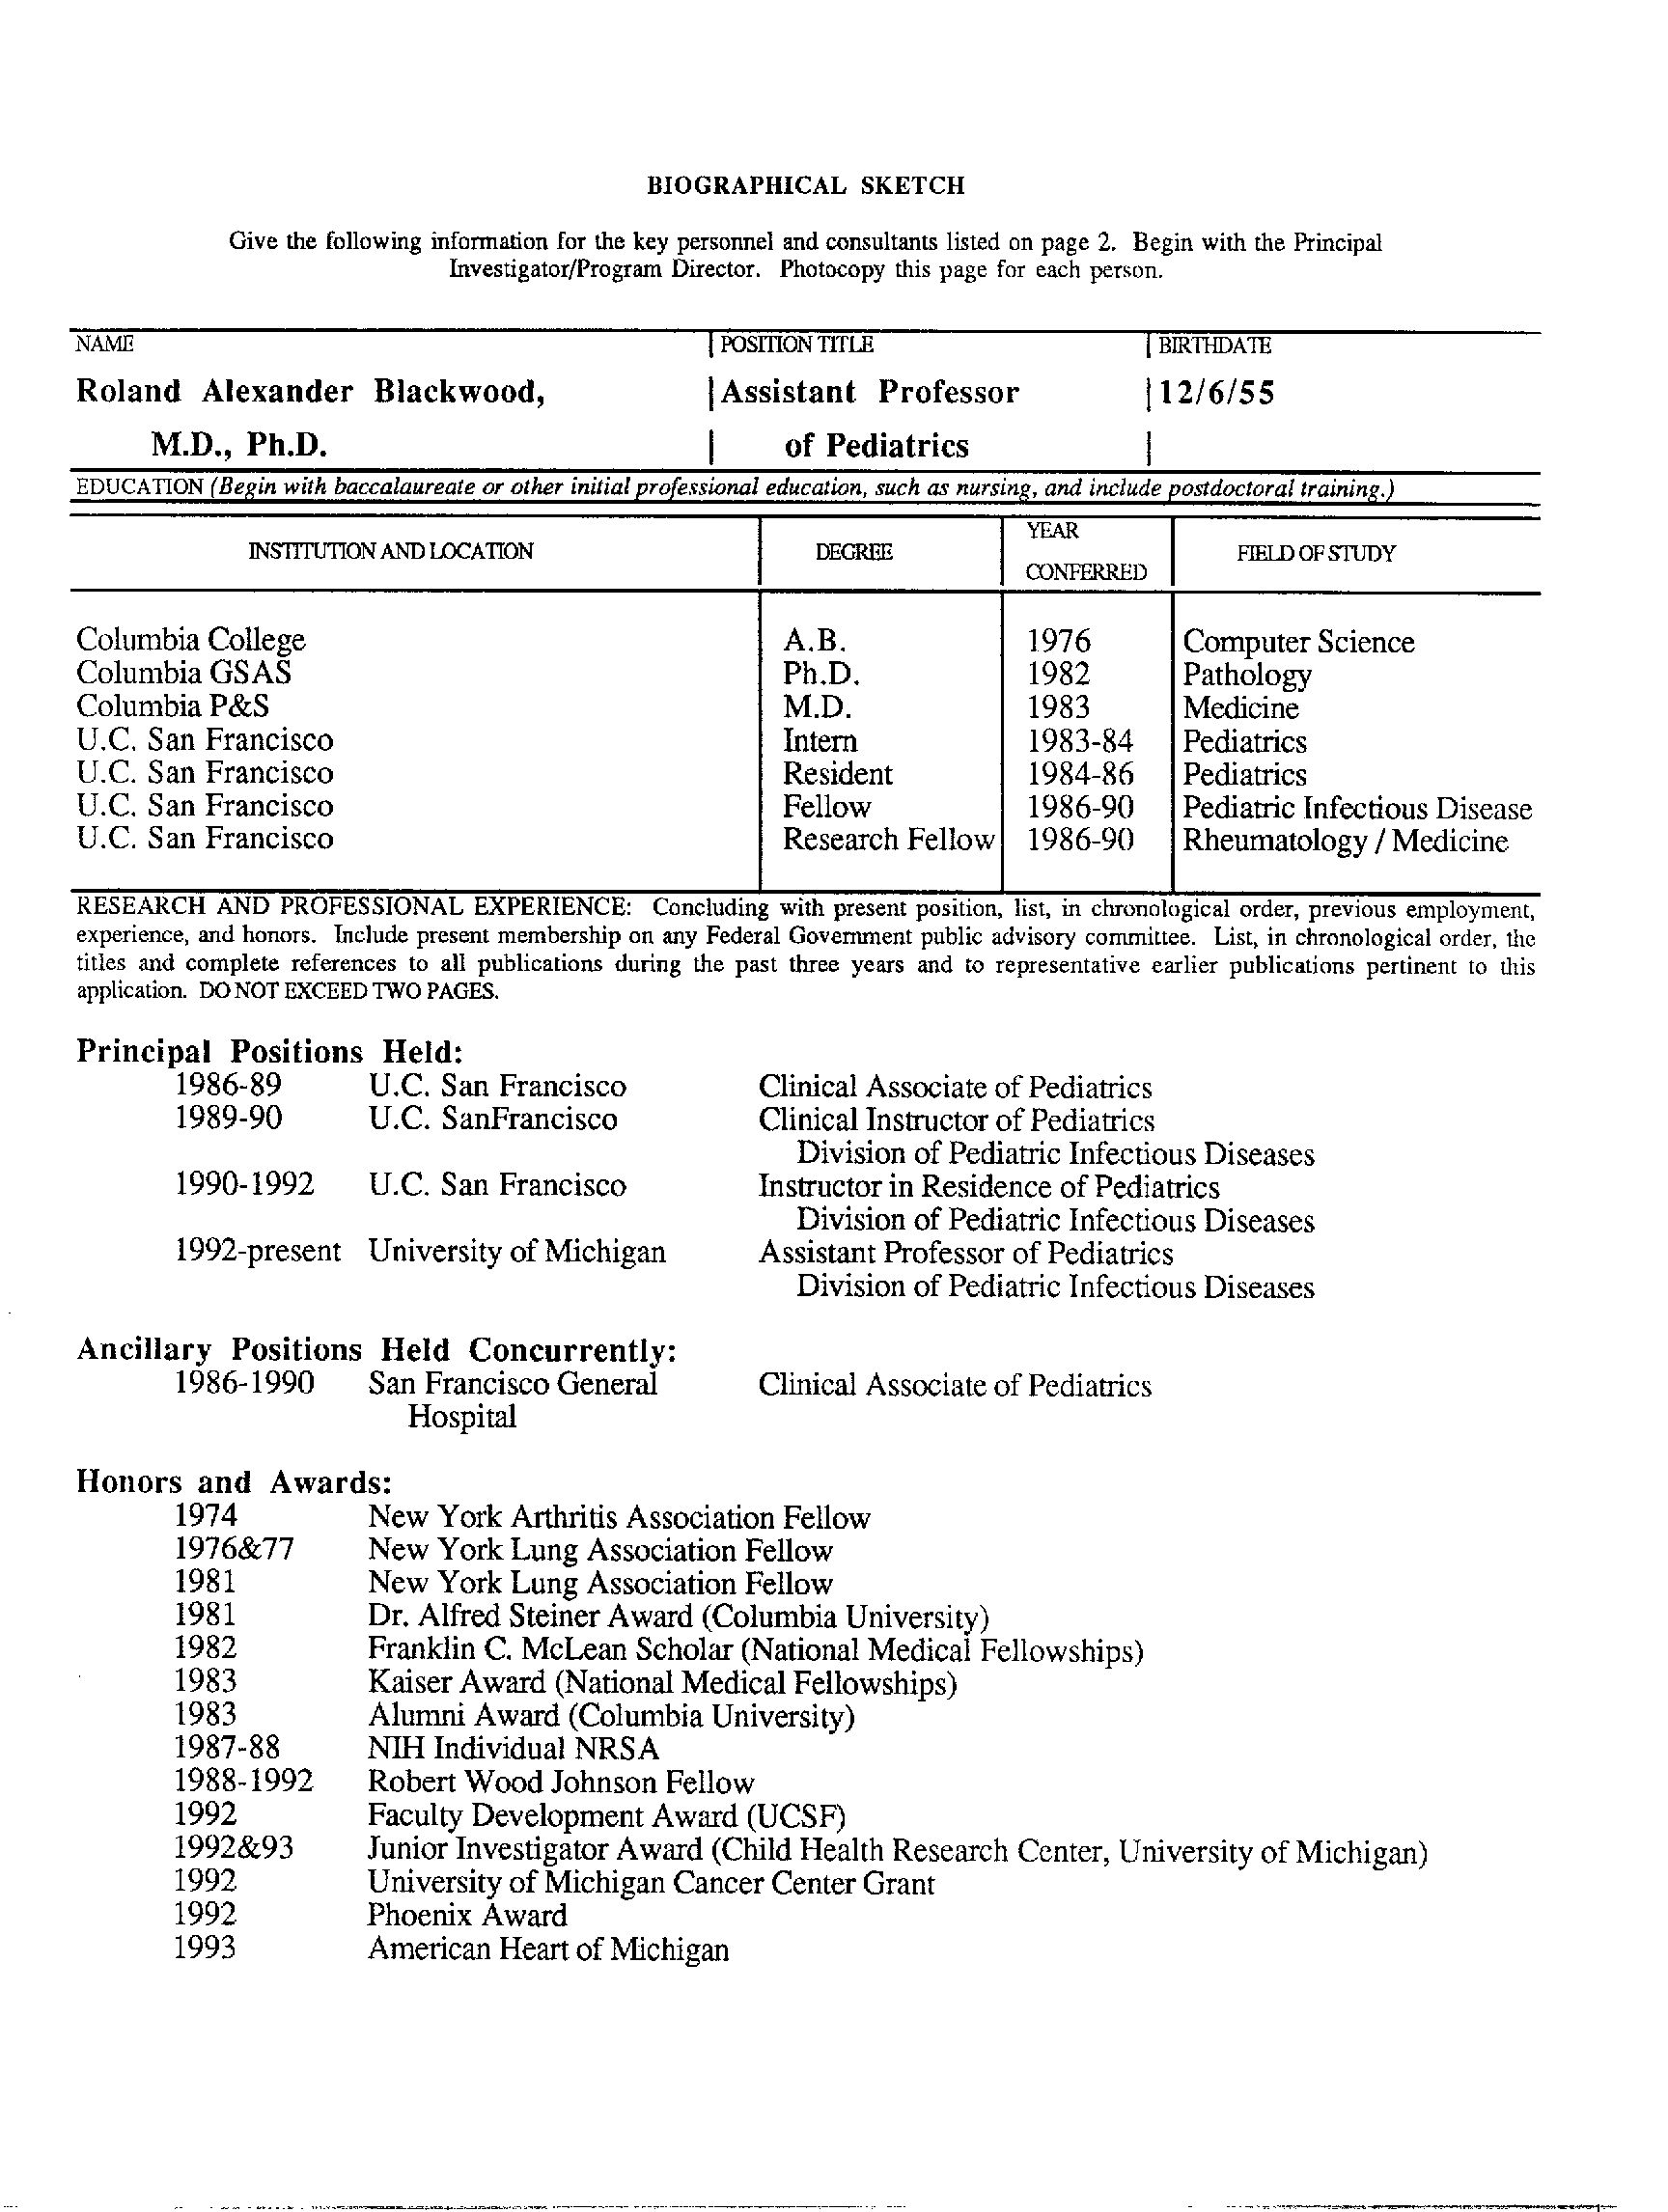 BIOGRAPHICAL SKETCH
Give the following information for the key personnel and consultants listed on page 2. Begin with the Principal
Investigator/Program Director. Photocopy this page for each person.
NAME POSITION TITLE BIRTHDATE
Roland Alexander Blackwood, Assistant Professor 12/6/55
M.D., Ph.D. of Pediatrics
EDUCATION (Begin with baccalaureate or other initial professional education, such as nursing, and include postdoctoral training.)
INSTITUTION AND LOCATION DEGREE YEAR CONFERRED FIELD OF STUDY
Columbia College A.B. 1976 Computer Science
Columbia GSAS Ph.D. 1982 Pathology
Columbia P&S M.D. 1983 Medicine
U.C. San Francisco Intern 1983-84 Pediatrics
U.C. San Francisco Resident 1984-86 Pediatrics
U.C. San Francisco Fellow 1986-90 Pediatric Infectious Disease
U.C. San Francisco Research Fellow 1986-90 Rheumatology / Medicine
RESEARCH AND PROFESSIONAL EXPERIENCE: Concluding with present position, list, in chronological order, previous employment,
experience, and honors. Include present membership on any Federal Government public advisory committee. List, in chronological order, the
titles and complete references to all publications during the past three years and to representative earlier publications pertinent to this
application. DO NOT EXCEED TWO PAGES.
Principal Positions Held:
1986-89 U.C. San Francisco Clinical Associate of Pediatrics
1989-90 U.C. SanFrancisco Clinical Instructor of Pediatrics
Division of Pediatric Infectious Diseases
1990-1992 U.C. San Francisco Instructor in Residence of Pediatrics
Division of Pediatric Infectious Diseases
1992-present University of Michigan Assistant Professor of Pediatrics
Division of Pediatric Infectious Diseases
Ancillary Positions Held Concurrently:
1986-1990 San Francisco General Clinical Associate of Pediatrics
Hospital
Honors and Awards:
1974 New York Arthritis Association Fellow
1976&77 New York Lung Association Fellow
1981 New York Lung Association Fellow
1981 Dr. Alfred Steiner Award (Columbia University)
1982 Franklin C. McLean Scholar (National Medical Fellowships)
1983 Kaiser Award (National Medical Fellowships)
1983 Alumni Award (Columbia University)
1987-88 NIH Individual NRSA
1988-1992 Robert Wood Johnson Fellow
1992 Faculty Development Award (UCSF)
1992&93 Junior Investigator Award (Child Health Research Center, University of Michigan)
1992 University of Michigan Cancer Center Grant
1992 Phoenix Award
1993 American Heart of Michigan